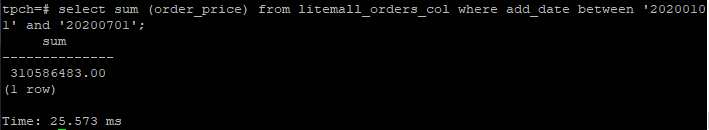 tpch=# select sum (order_price) from litemall_orders_col where add_date between '2020010
1' and '20200701';
sum
--------------
310586483.00
(1 row)
Time: 25.573 ms